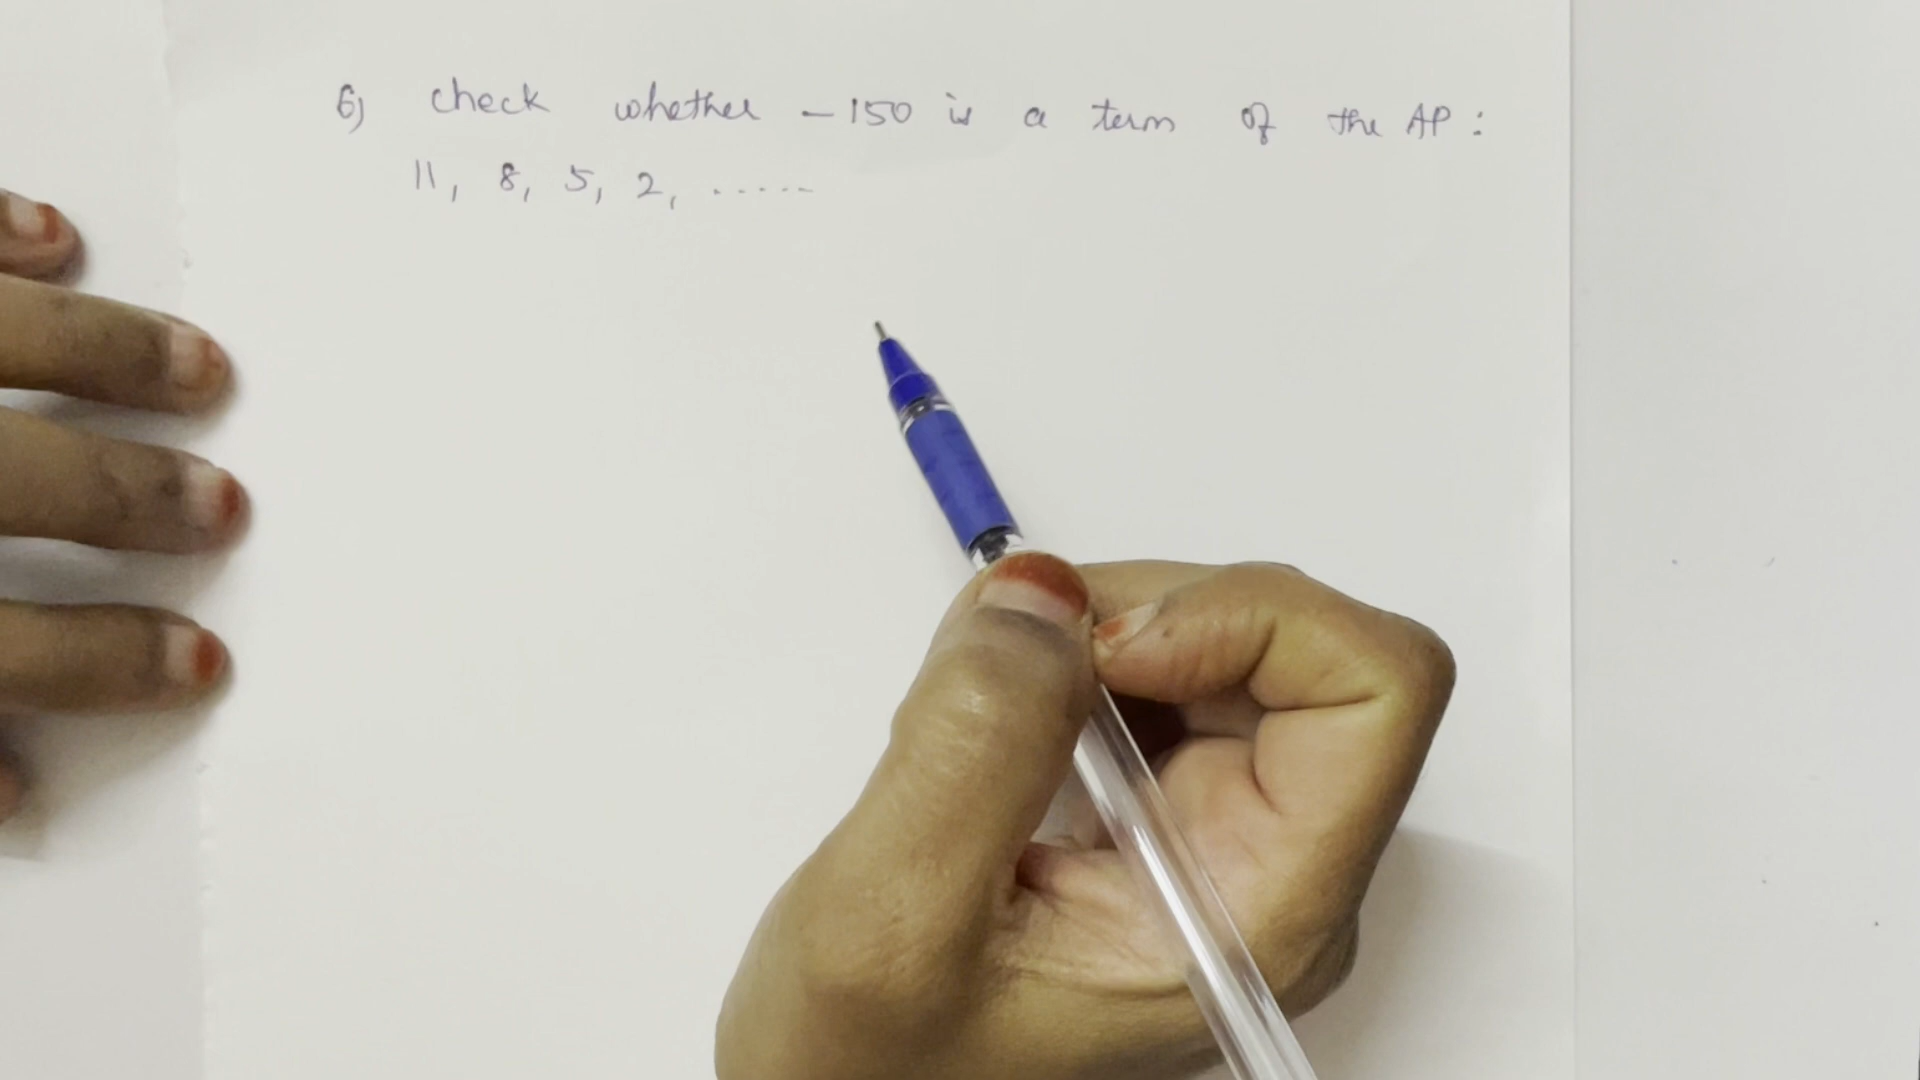 6) check whether -150 is a term of the AP:
11, 8, 5, 2, ......